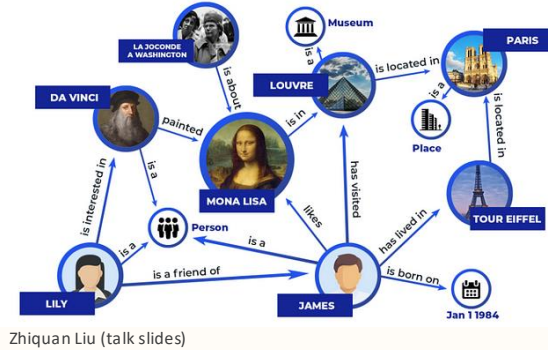 LA JOCONDE
A WASHINGTON
Museum
PARIS
is a
is about
LOUVRE
is located in
DA VINCI
is a
painted
is in
Place
is located in
MONA LISA
is a
is interested in
has visited
TOUR EIFFEL
Person
likes
is a
is a
has lived in
is a friend of
is born on
LILY
JAMES
Jan 1 1984
Zhiquan Liu (talk slides)